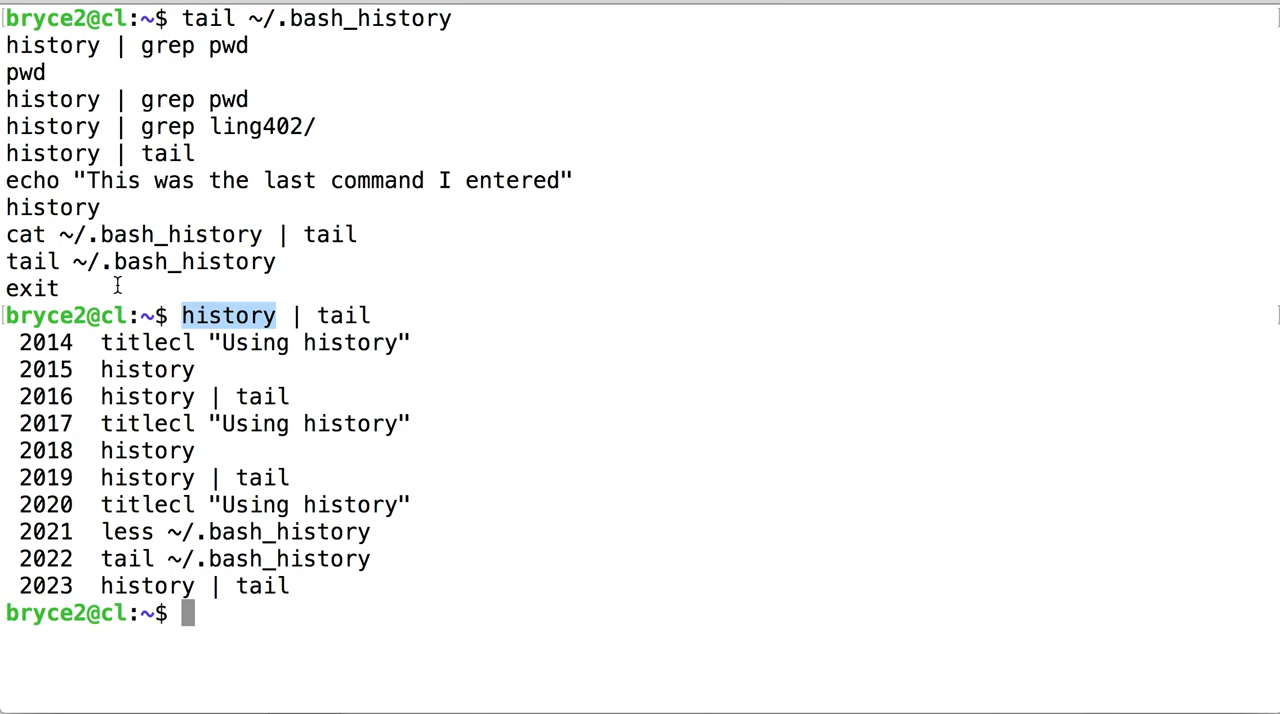 bryce2@cl:~$ tail ~/.bash_history
history | grep pwd
pwd
history | grep pwd
history | grep ling402/
history | tail
echo "This was the last command I entered"
history
cat ~/.bash_history | tail
tail ~/.bash_history
exit
bryce2@cl:~$ history | tail
 2014  titlecl "Using history"
 2015  history
 2016  history | tail
 2017  titlecl "Using history"
 2018  history
 2019  history | tail
 2020  titlecl "Using history"
 2021  less ~/.bash_history
 2022  tail ~/.bash_history
 2023  history | tail
bryce2@cl:~$